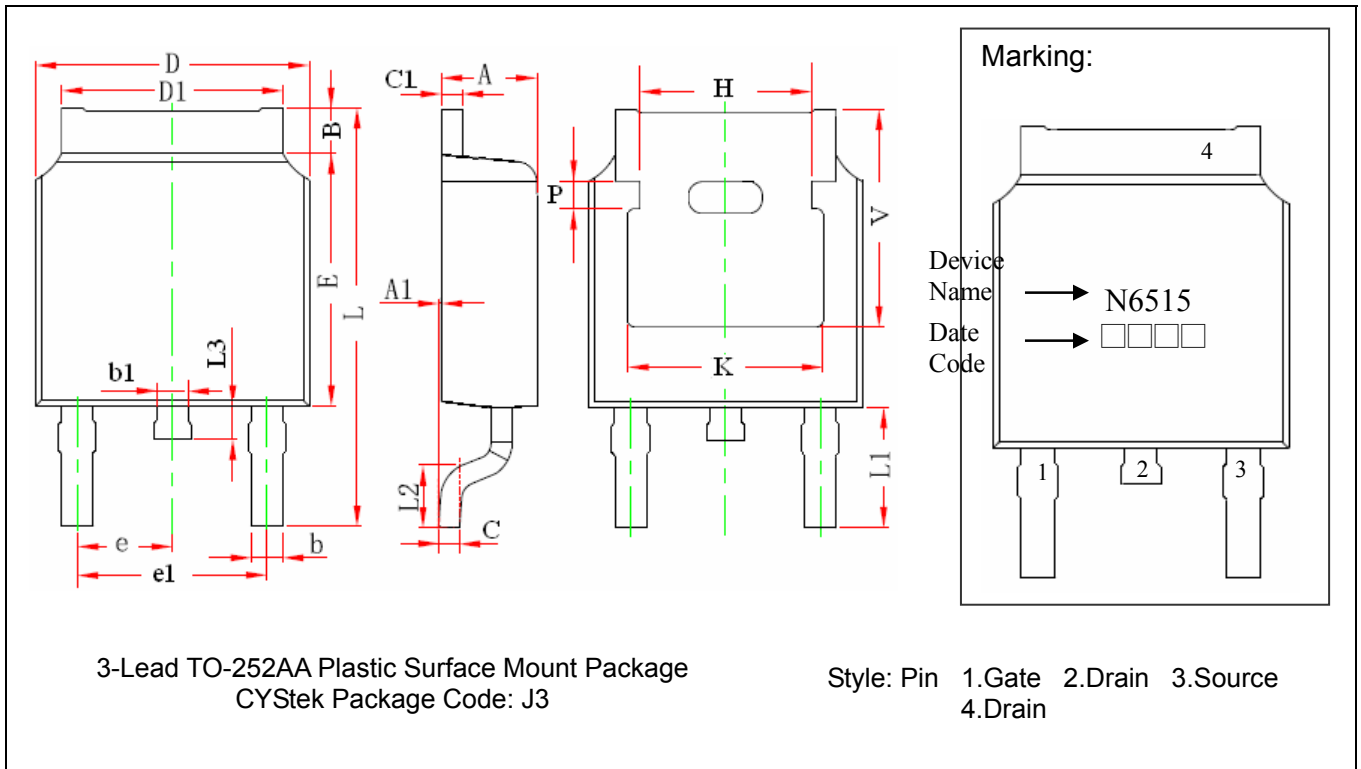 D
D1
B
E
L
L3
b1
e
e1
b
C1
A
A1
L2
C
H
P
V
K
L1
Marking:
4
Device
Name
N6515
Date
Code
□□□□
1
2
3
3-Lead TO-252AA Plastic Surface Mount Package
CYStek Package Code: J3
Style: Pin 1.Gate 2.Drain 3.Source
4.Drain